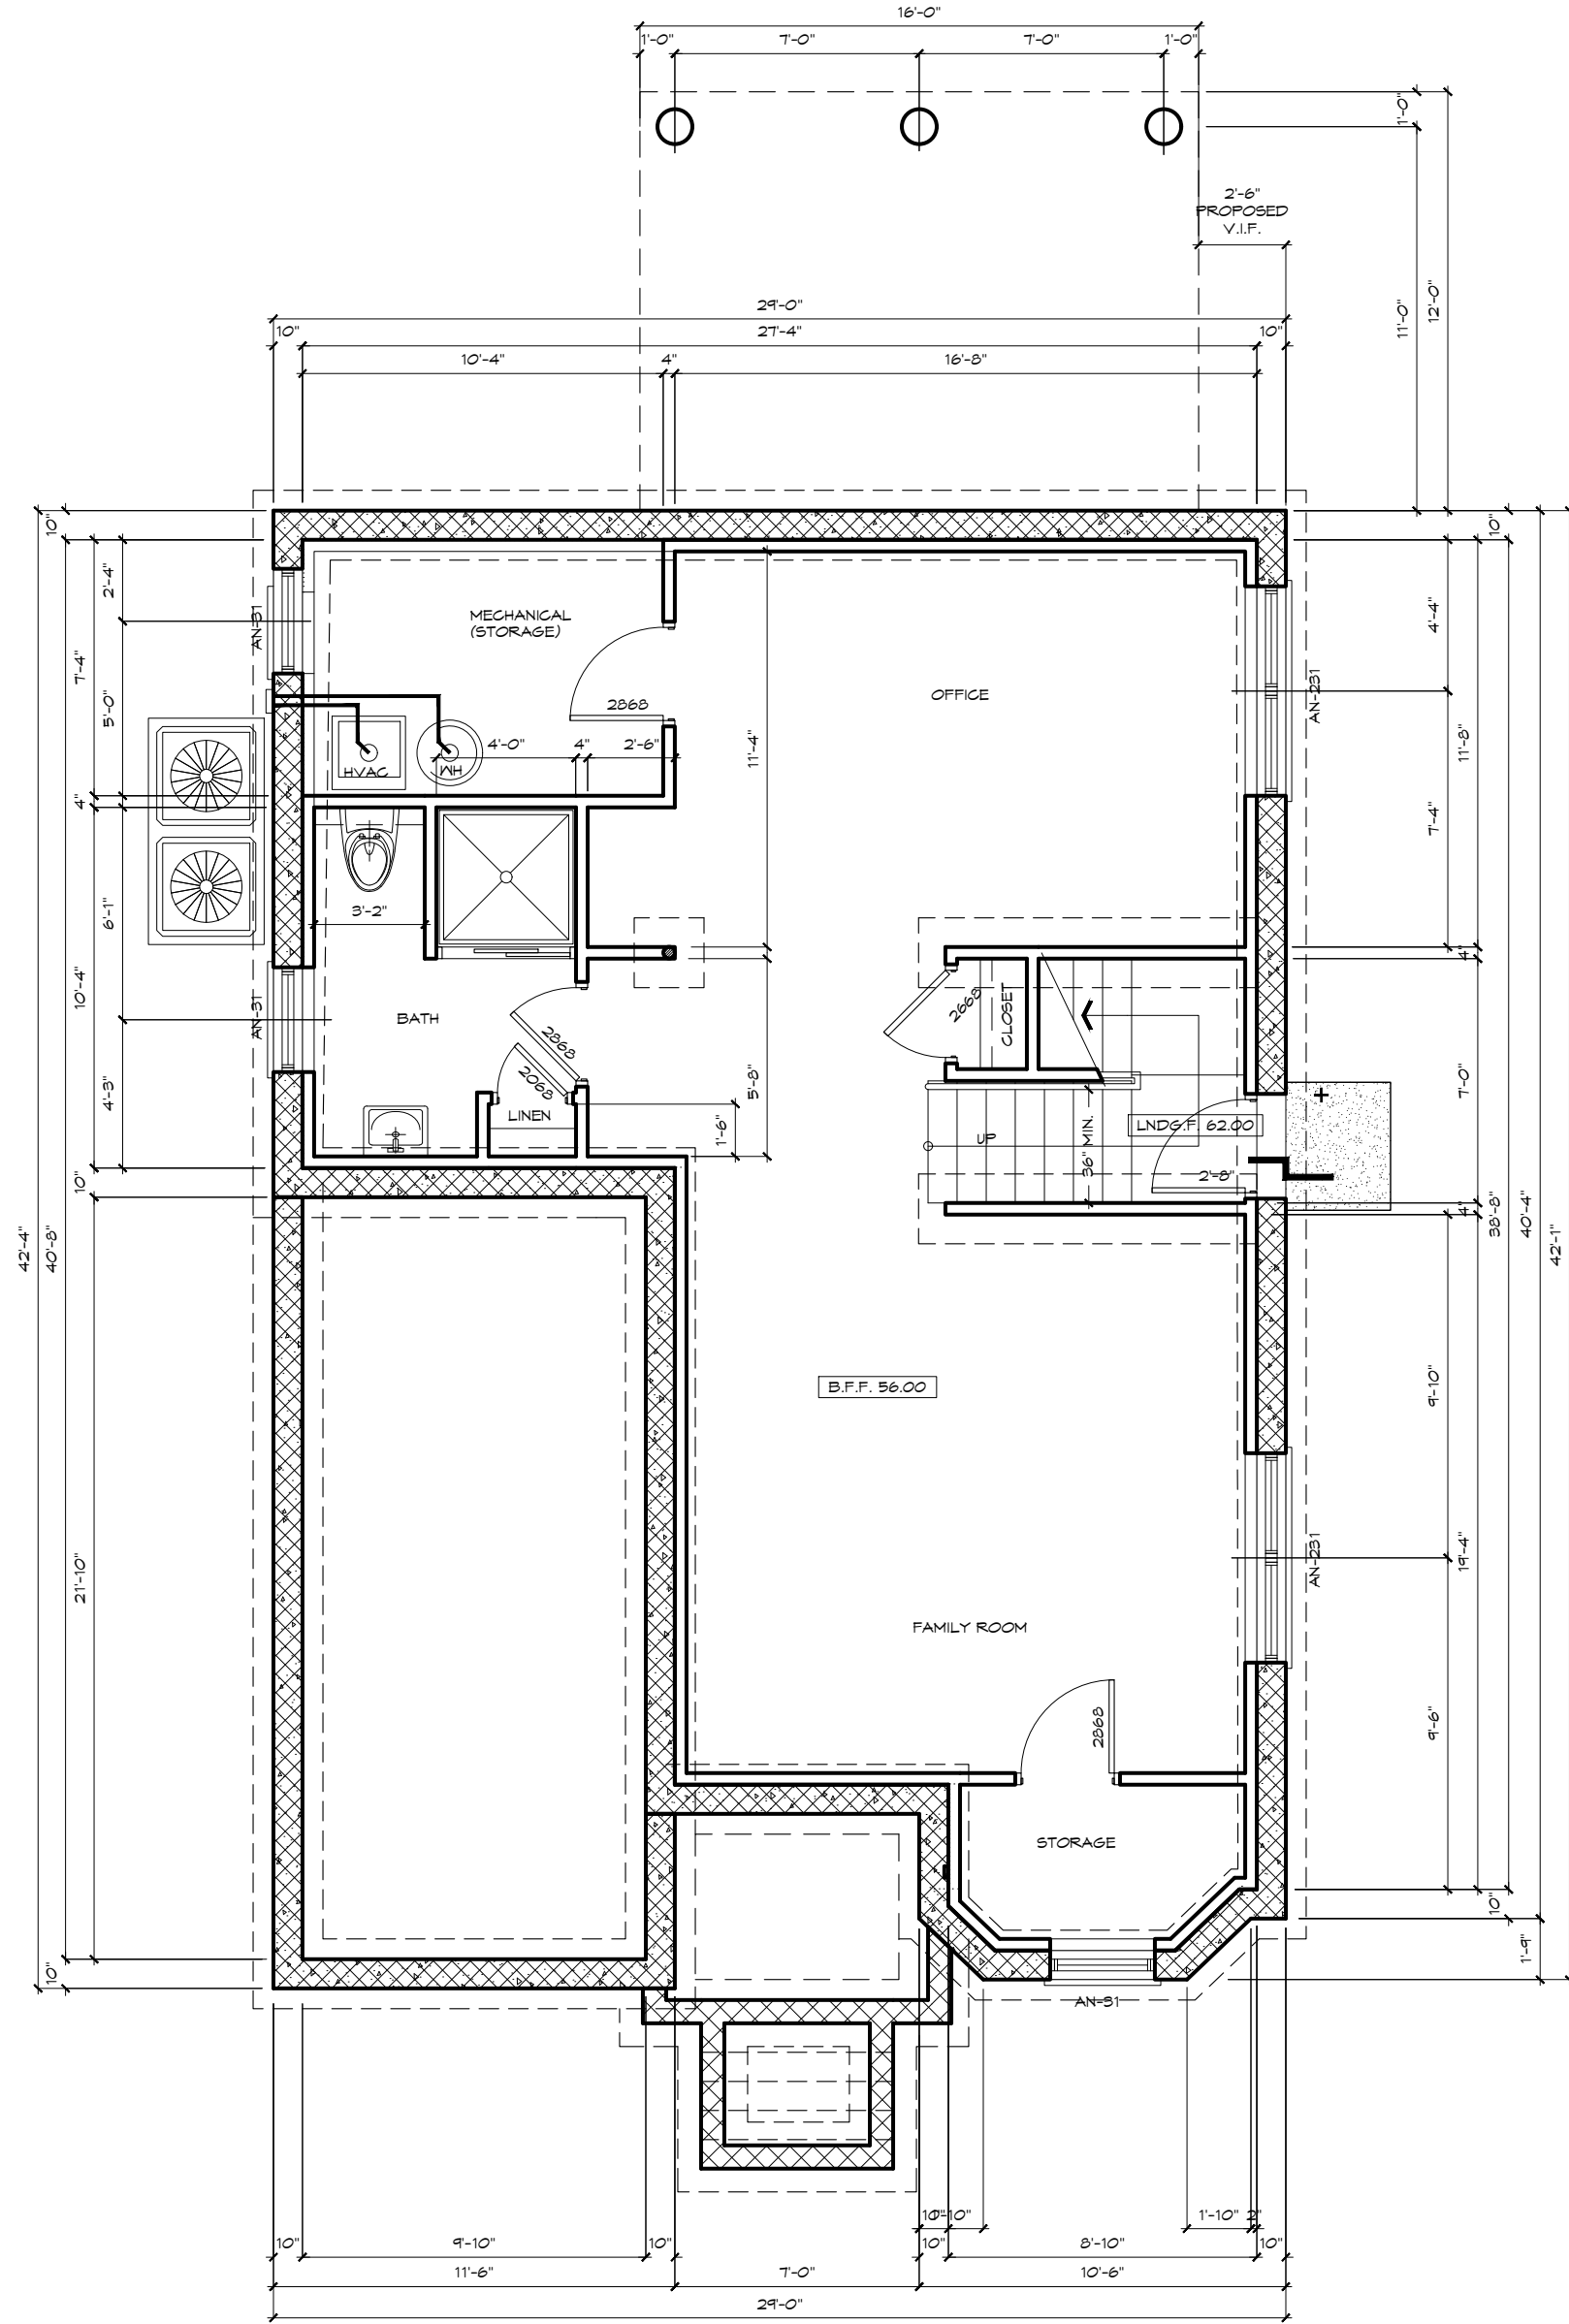 16'-0"
1'-0" 7'-0" 7'-0" 1'-0"
1'-0"
2'-6"
PROPOSED
V.I.F.
11'-0" 12'-0"
29'-0"
10" 27'-4" 10"
10'-4" 4" 16'-8"
10" 10"
2'-4"
AN-31
MECHANICAL
(STORAGE)
4'-4"
7'-4"
5'-0"
2868
OFFICE
AN-231
11'-8"
HVAC WH
4'-0" 4" 2'-6"
11'-4"
4"
7'-4"
6'-1"
3'-2"
10'-4"
4"
AN-31
BATH
2868
2668
CLOSET
4'-3"
2068
LINEN
1'-6"
5'-8"
7'-0"
UP
36" MIN.
LNDG.F. 62.00
2'-8"
10"
4"
42'-4"
40'-8"
38'-8"
40'-4"
42'-1"
B.F.F. 56.00
9'-10"
21'-10"
19'-4"
AN-231
FAMILY ROOM
9'-6"
2868
STORAGE
10"
10"
1'-9"
AN-31
10" 1'-10" 1'-10" 2"
10" 9'-10" 10" 10" 8'-10" 10"
11'-6" 7'-0" 10'-6"
29'-0"